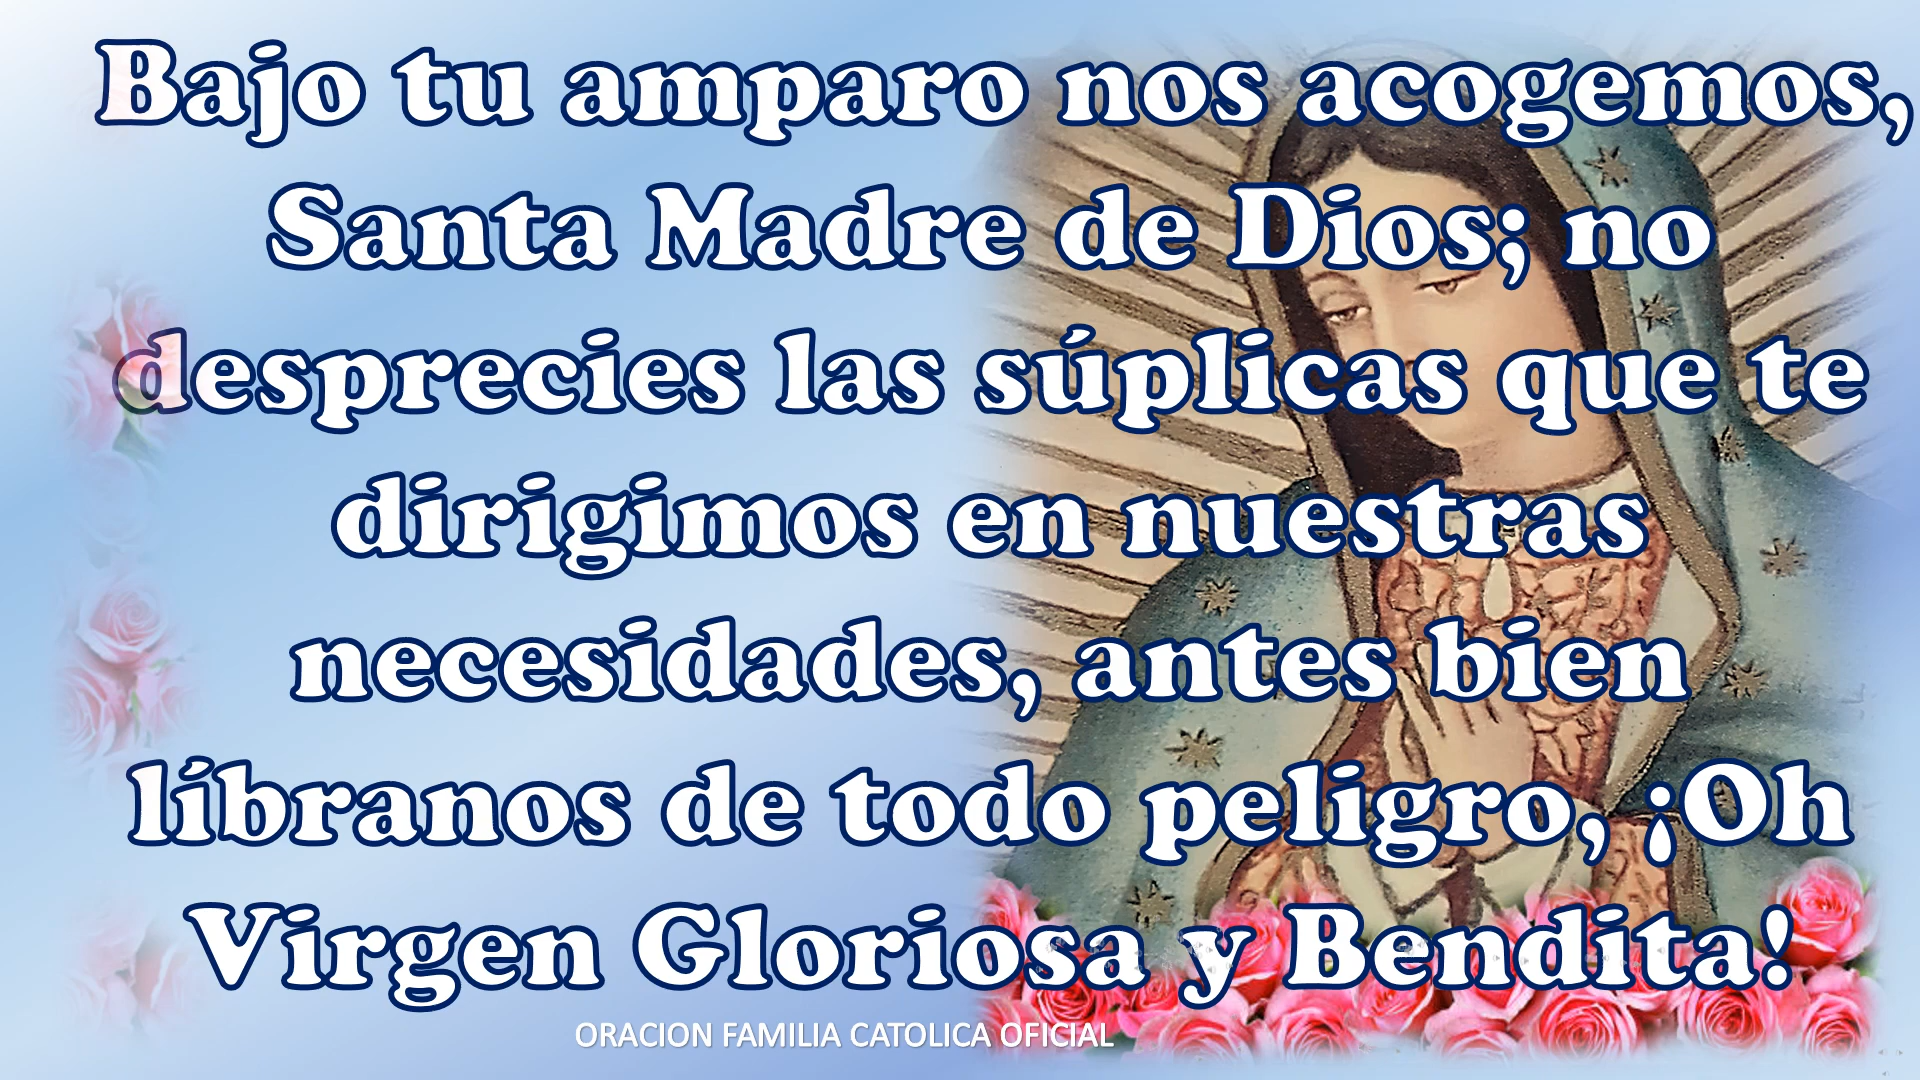 Bajo tu amparo nos acogemos,
Santa Madre de Dios; no
desprecies las súplicas que te
dirigimos en nuestras
necesidades, antes bien
líbranos de todo peligro, ¡Oh
Virgen Gloriosa y Bendita!
ORACION FAMILIA CATOLICA OFICIAL